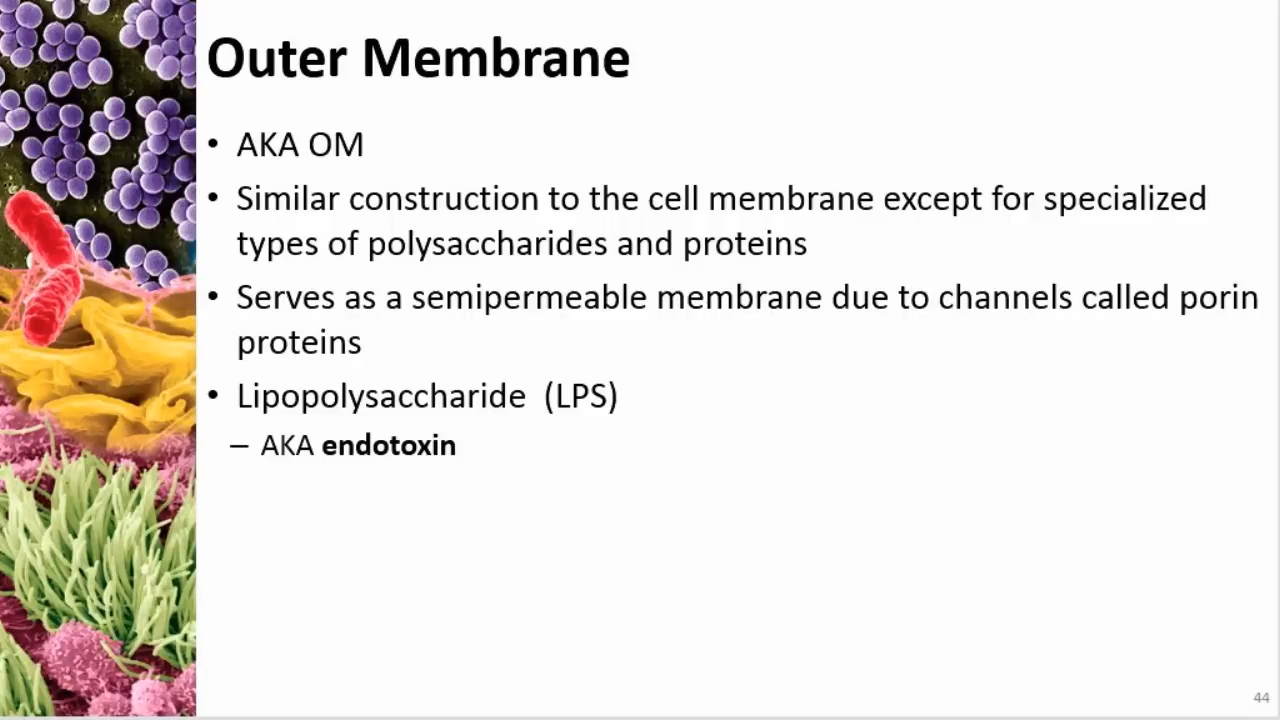 Outer Membrane
• AKA OM
• Similar construction to the cell membrane except for specialized
types of polysaccharides and proteins
• Serves as a semipermeable membrane due to channels called porin
proteins
• Lipopolysaccharide (LPS)
– AKA endotoxin
44